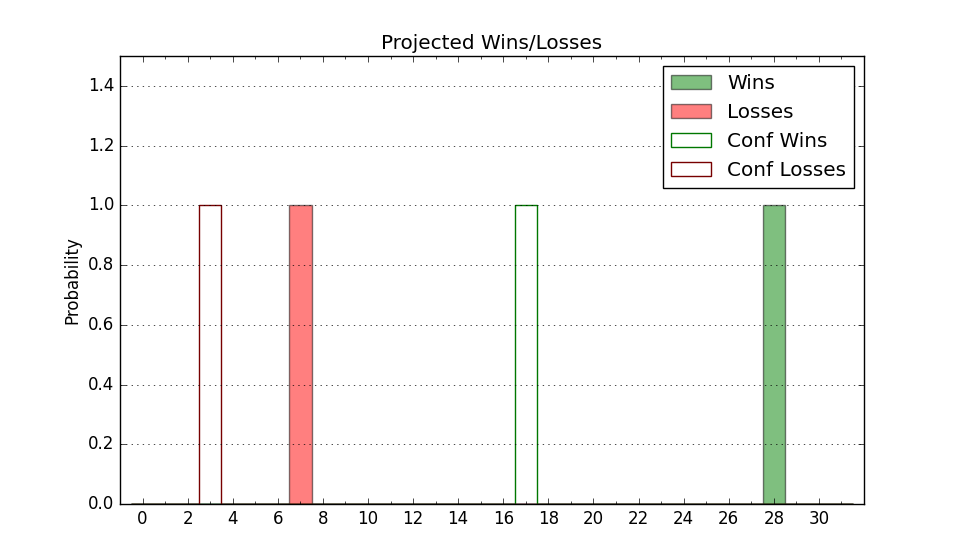 Projected Wins/Losses
Wins
Losses
Conf Wins
Conf Losses
Probability
1.4
1.2
1.0
0.8
0.6
0.4
0.2
0.0
0 2 4 6 8 10 12 14 16 18 20 22 24 26 28 30